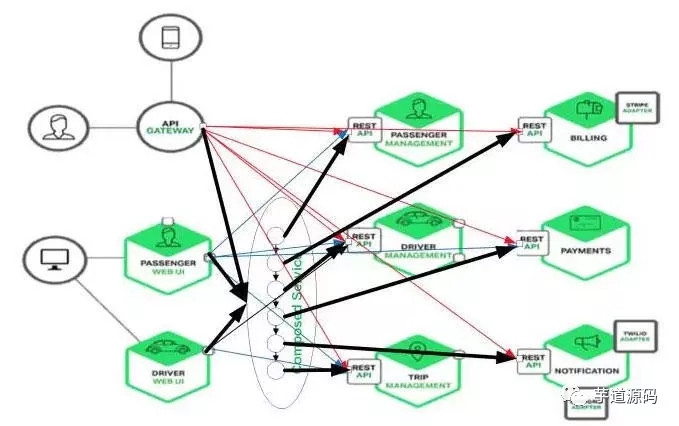 API
GATEWAY
REST
API
PASSENGER
MANAGEMENT
REST
API
BILLING
STRIPE
ADAPTER
PASSENGER
WEB UI
REST
API
DRIVER
MANAGEMENT
REST
API
PAYMENTS
Composed Service
DRIVER
WEB UI
REST
API
TRIP
MANAGEMENT
REST
API
NOTIFICATION
TWILIO
ADAPTER
ADAPTER
芋道源码